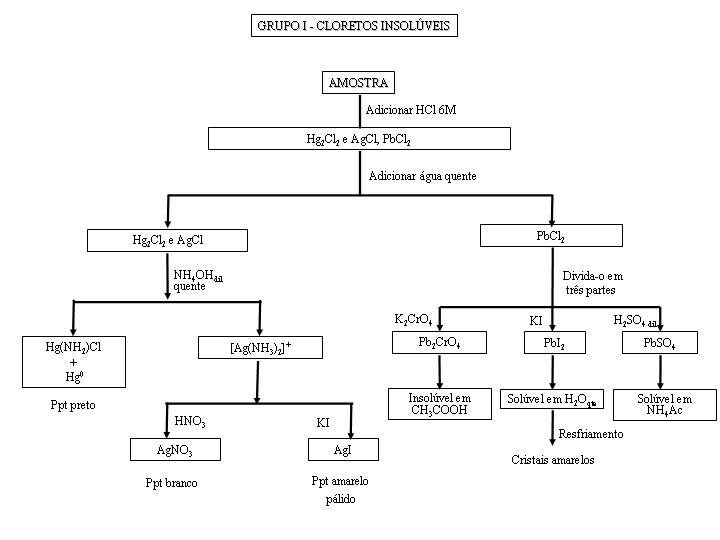 GRUPO I - CLORETOS INSOLÚVEIS
AMOSTRA
Adicionar HCl 6M
Hg₂Cl₂ e AgCl, PbCl₂
Adicionar água quente
Hg₂Cl₂ e AgCl
PbCl₂
NH₄OH dil
quente
Divida-o em
três partes
K₂CrO₄
KI
H₂SO₄ dil
Hg(NH₂)Cl
+
Hg⁰
[Ag(NH₃)₂]⁺
Pb₂CrO₄
PbI₂
PbSO₄
Ppt preto
Insolúvel em
CH₃COOH
Solúvel em H₂Oqte
Solúvel em
NH₄Ac
HNO₃
KI
Resfriamento
AgNO₃
AgI
Cristais amarelos
Ppt branco
Ppt amarelo
pálido